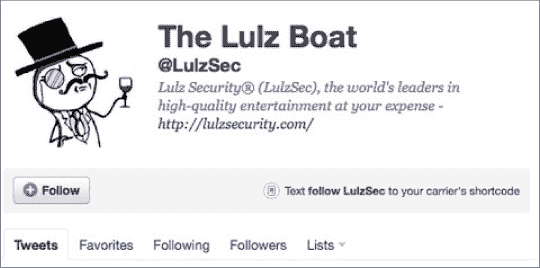 The Lulz Boat
@LulzSec
Lulz Security® (LulzSec), the world's leaders in
high-quality entertainment at your expense -
http://lulzsecurity.com/
Follow
Text follow LulzSec to your carrier's shortcode
Tweets Favorites Following Followers Lists